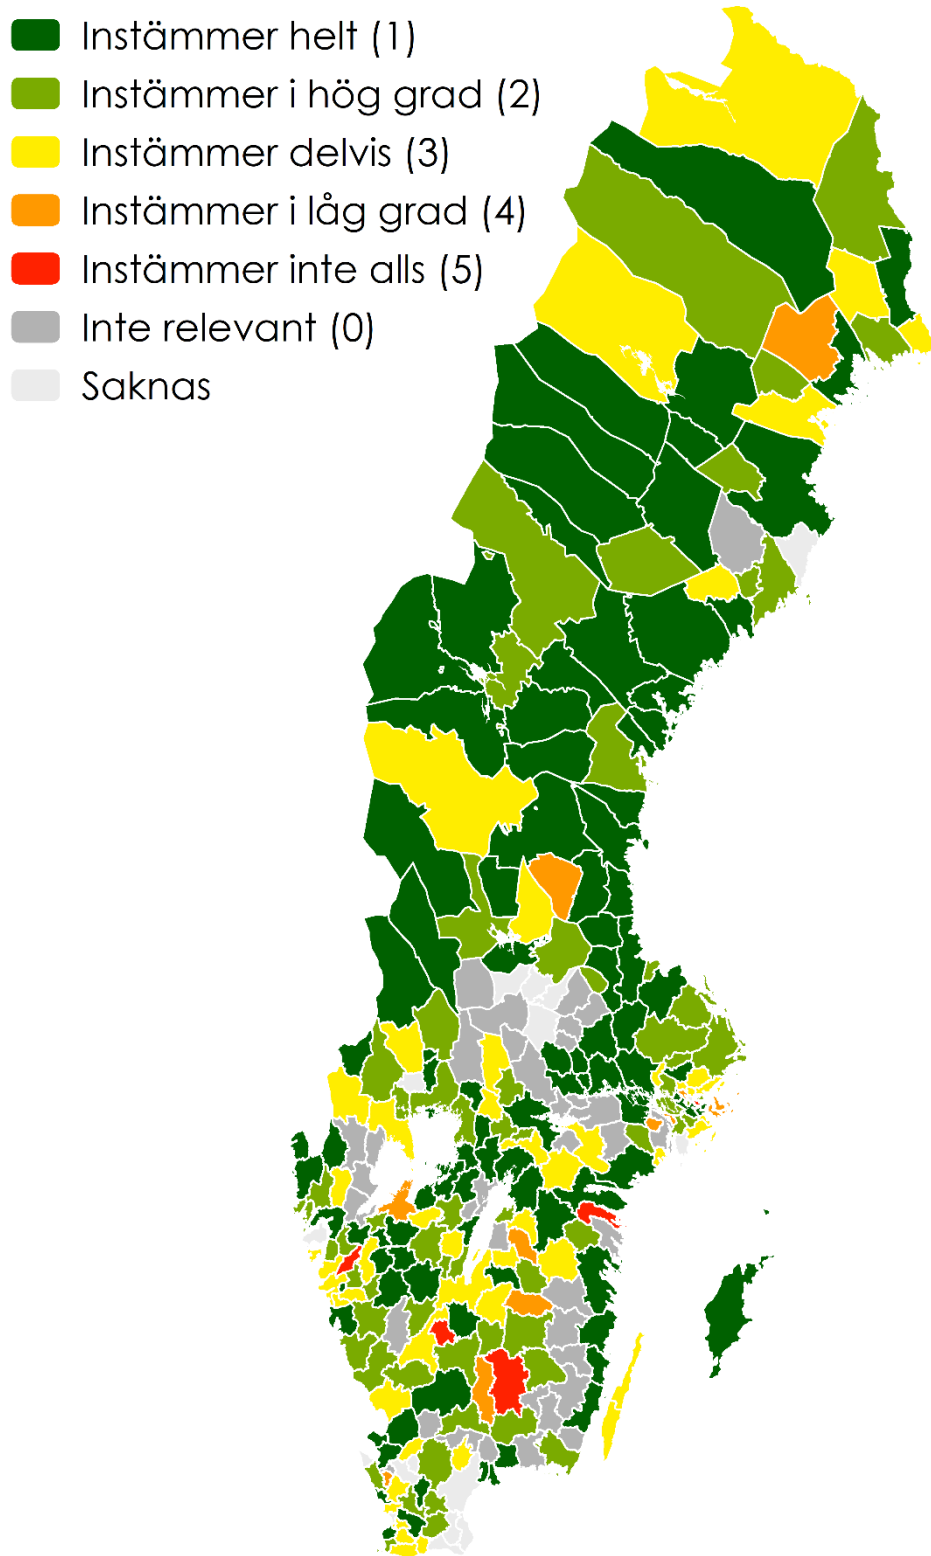 Instämmer helt (1)
Instämmer i hög grad (2)
Instämmer delvis (3)
Instämmer i låg grad (4)
Instämmer inte alls (5)
Inte relevant (0)
Saknas